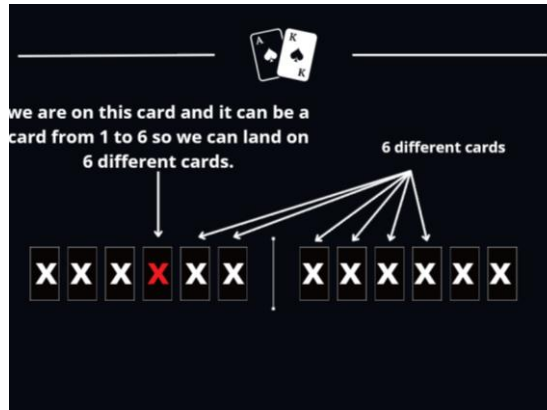 A K
K
we are on this card and it can be a
card from 1 to 6 so we can land on
6 different cards.
6 different cards
X X X X X X X X X X X X